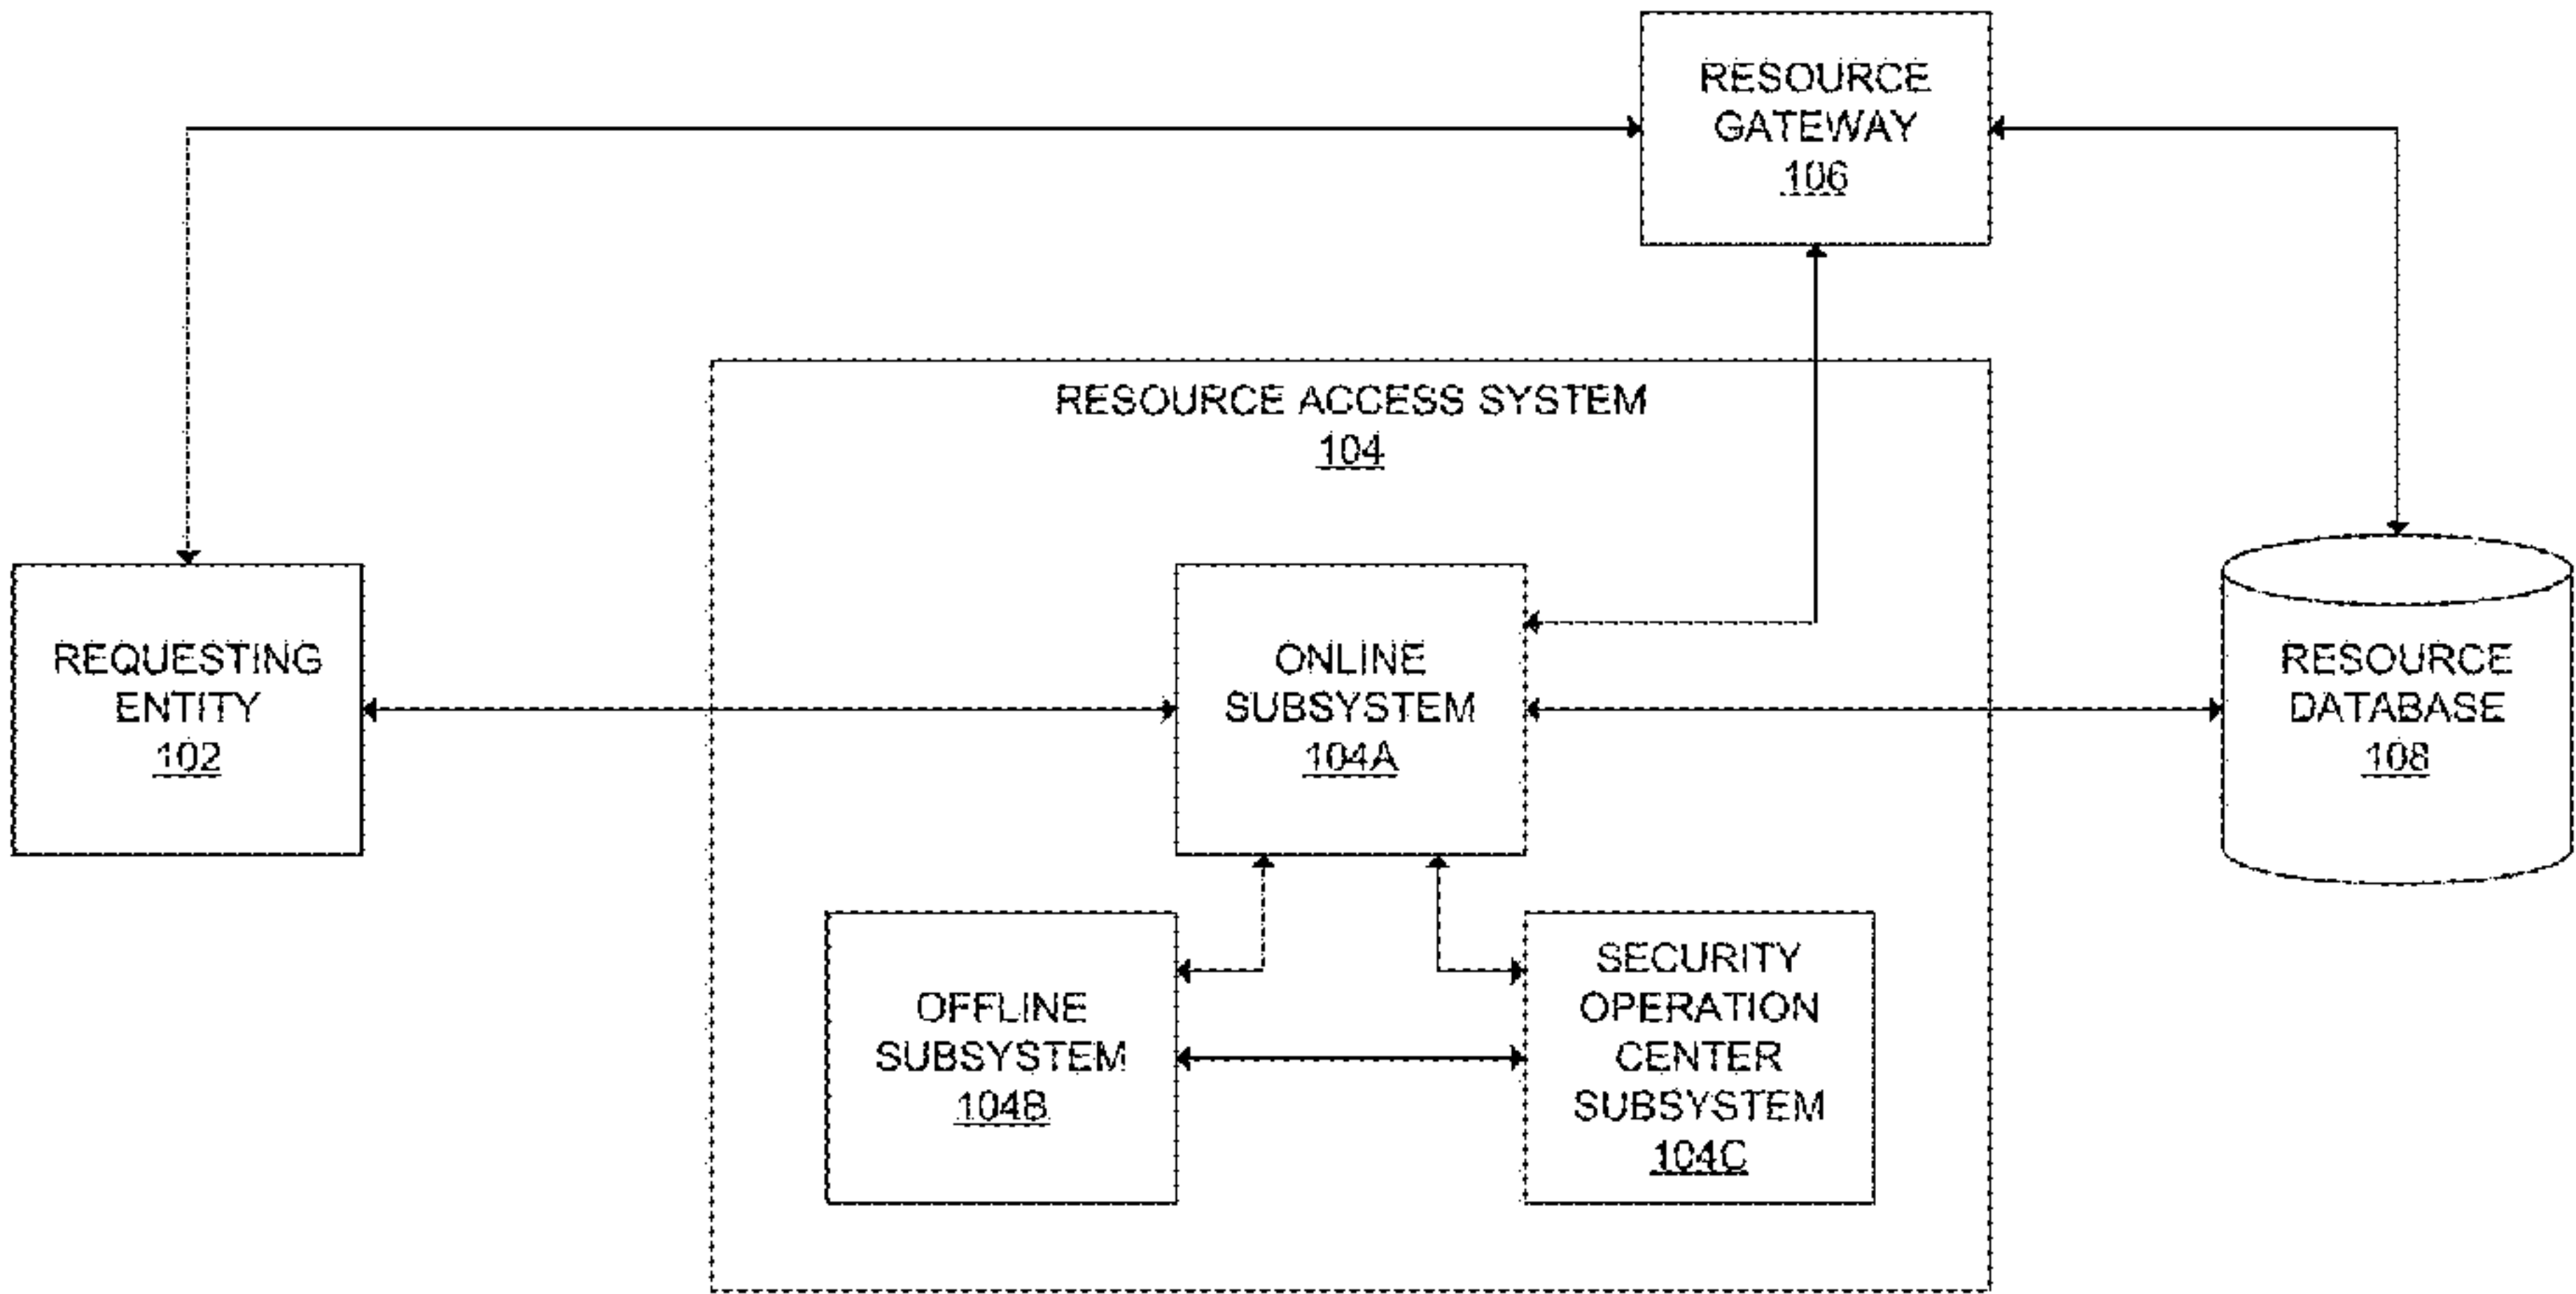 RESOURCE
GATEWAY
106
RESOURCE ACCESS SYSTEM
104
REQUESTING
ENTITY
102
ONLINE
SUBSYSTEM
104A
RESOURCE
DATABASE
108
OFFLINE
SUBSYSTEM
104B
SECURITY
OPERATION
CENTER
SUBSYSTEM
104C